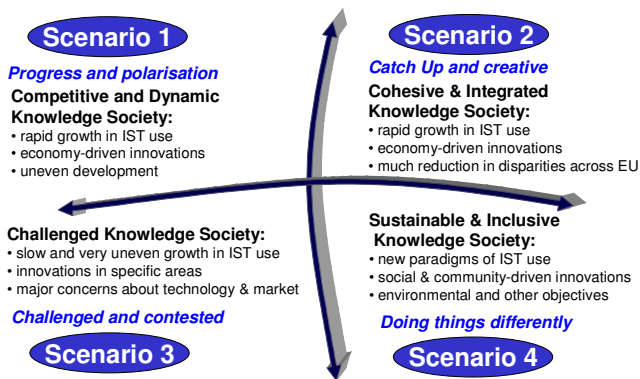 Scenario 1
Progress and polarisation
Competitive and Dynamic
Knowledge Society:
• rapid growth in IST use
• economy-driven innovations
• uneven development
Scenario 2
Catch Up and creative
Cohesive & Integrated
Knowledge Society:
• rapid growth in IST use
• economy-driven innovations
• much reduction in disparities across EU
Challenged Knowledge Society:
• slow and very uneven growth in IST use
• innovations in specific areas
• major concerns about technology & market
Challenged and contested
Scenario 3
Sustainable & Inclusive
Knowledge Society:
• new paradigms of IST use
• social & community-driven innovations
• environmental and other objectives
Doing things differently
Scenario 4